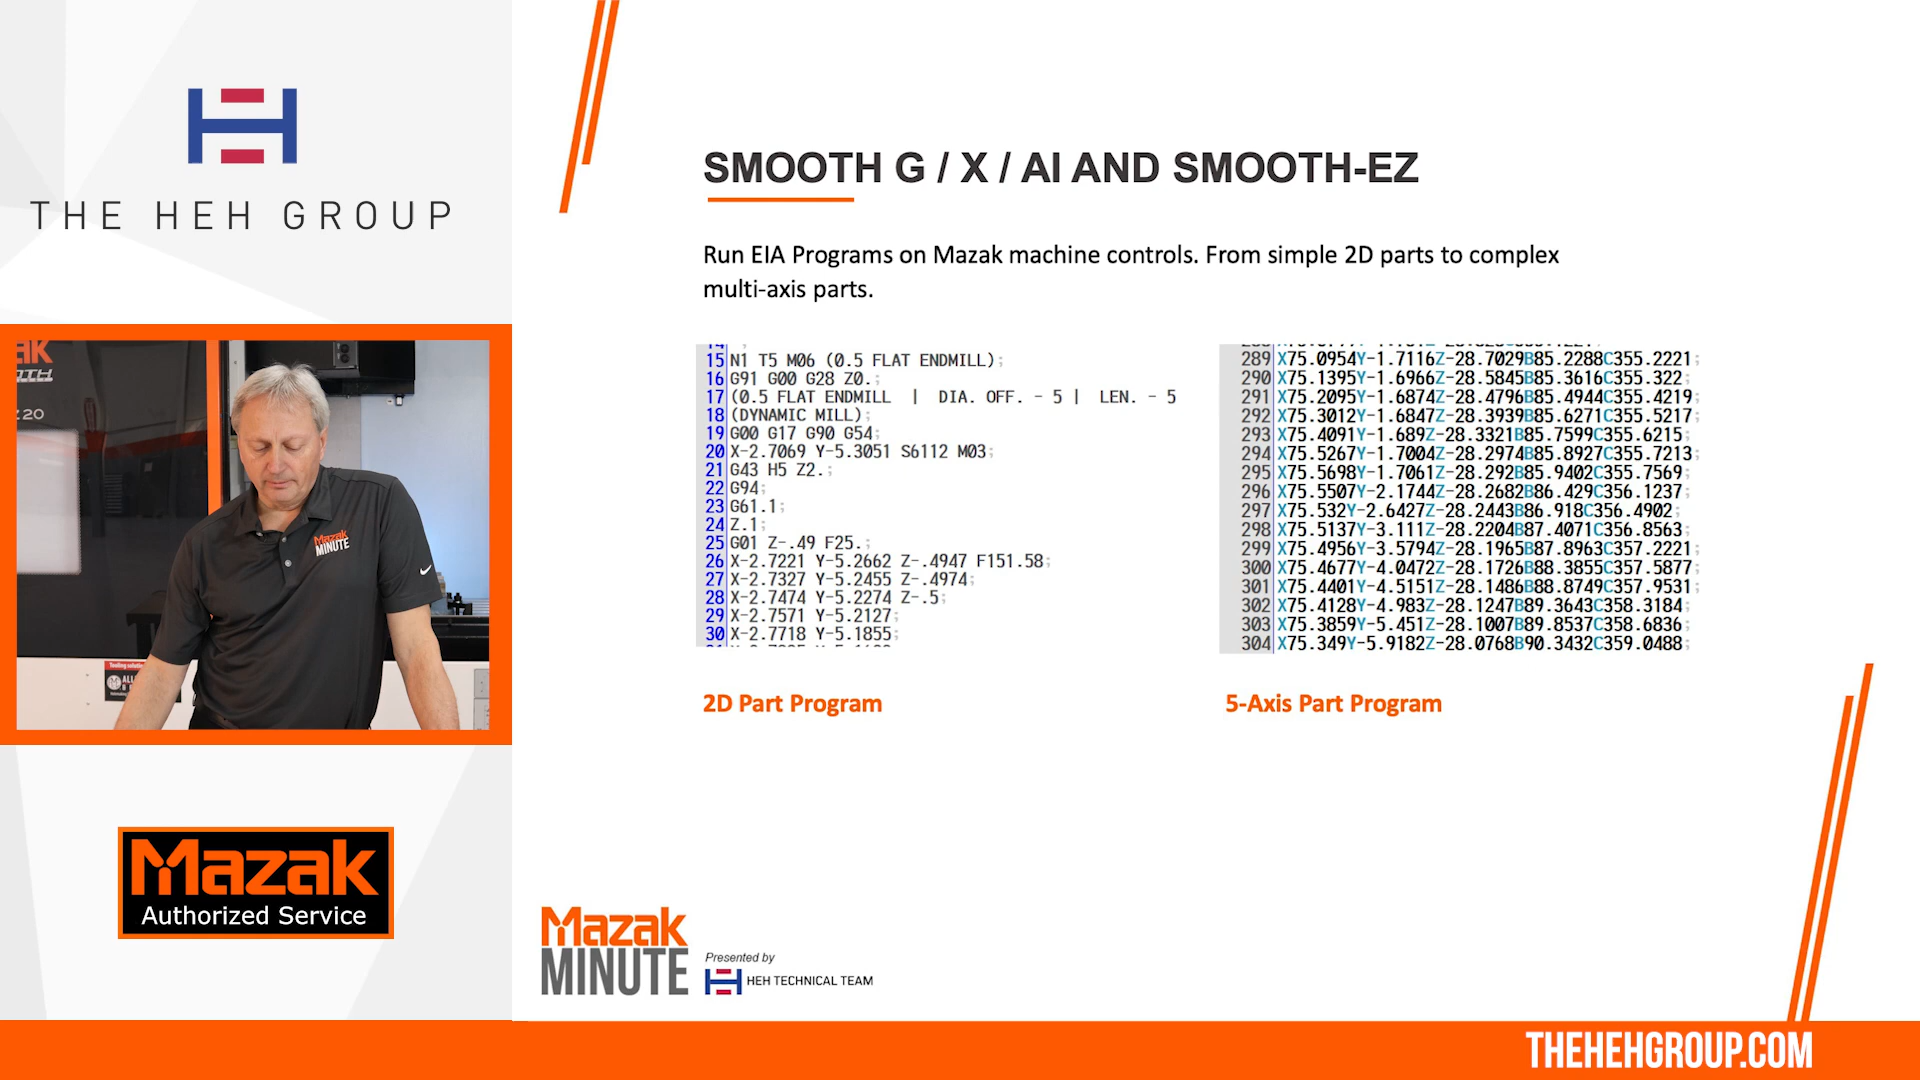 THE HEH GROUP
SMOOTH G / X / AI AND SMOOTH-EZ
Run EIA Programs on Mazak machine controls. From simple 2D parts to complex
multi-axis parts.
15 N1 T5 M06 (0.5 FLAT ENDMILL);
16 G91 G00 G28 Z0.;
17 (0.5 FLAT ENDMILL | DIA. OFF. - 5 | LEN. - 5
18 (DYNAMIC MILL);
19 G00 G17 G90 G54;
20 X-2.7069 Y-5.3051 S6112 M03;
21 G43 H5 Z2.;
22 G94;
23 G61.1;
24 Z.1;
25 G01 Z-.49 F25.;
26 X-2.7221 Y-5.2662 Z-.4947 F151.58;
27 X-2.7327 Y-5.2455 Z-.4974;
28 X-2.7474 Y-5.2274 Z-.5;
29 X-2.7571 Y-5.2127;
30 X-2.7718 Y-5.1855;
2D Part Program
289 X75.0954Y-1.7116Z-28.7029B85.2288C355.2221;
290 X75.1395Y-1.6966Z-28.5845B85.3616C355.322;
291 X75.2095Y-1.6874Z-28.4796B85.4944C355.4219;
292 X75.3012Y-1.6847Z-28.3939B85.6271C355.5217;
293 X75.4091Y-1.689Z-28.3321B85.7599C355.6215;
294 X75.5267Y-1.7004Z-28.2974B85.8927C355.7213;
295 X75.5698Y-1.7061Z-28.292B85.9402C355.7569;
296 X75.5507Y-2.1744Z-28.2682B86.429C356.1237;
297 X75.532Y-2.6427Z-28.2443B86.918C356.4902;
298 X75.5137Y-3.111Z-28.2204B87.4071C356.8563;
299 X75.4956Y-3.5794Z-28.1965B87.8963C357.2221;
300 X75.4677Y-4.0472Z-28.1726B88.3855C357.5877;
301 X75.4401Y-4.5151Z-28.1486B88.8749C357.9531;
302 X75.4128Y-4.983Z-28.1247B89.3643C358.3184;
303 X75.3859Y-5.451Z-28.1007B89.8537C358.6836;
304 X75.349Y-5.9182Z-28.0768B90.3432C359.0488;
5-Axis Part Program
Mazak
MINUTE
Mazak
Authorized Service
Mazak
MINUTE
Presented by
HEH TECHNICAL TEAM
THEHEHGROUP.COM